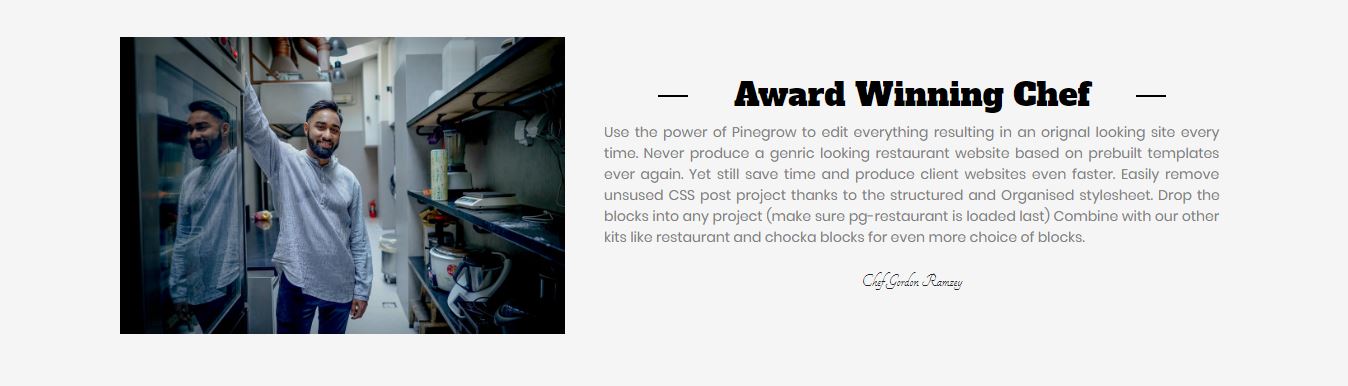 Award Winning Chef
Use the power of Pinegrow to edit everything resulting in an orignal looking site every
time. Never produce a genric looking restaurant website based on prebuilt templates
ever again. Yet still save time and produce client websites even faster. Easily remove
unsused CSS post project thanks to the structured and Organised stylesheet. Drop the
blocks into any project (make sure pg-restaurant is loaded last) Combine with our other
kits like restaurant and chocka blocks for even more choice of blocks.
Chef Gordon Ramzey